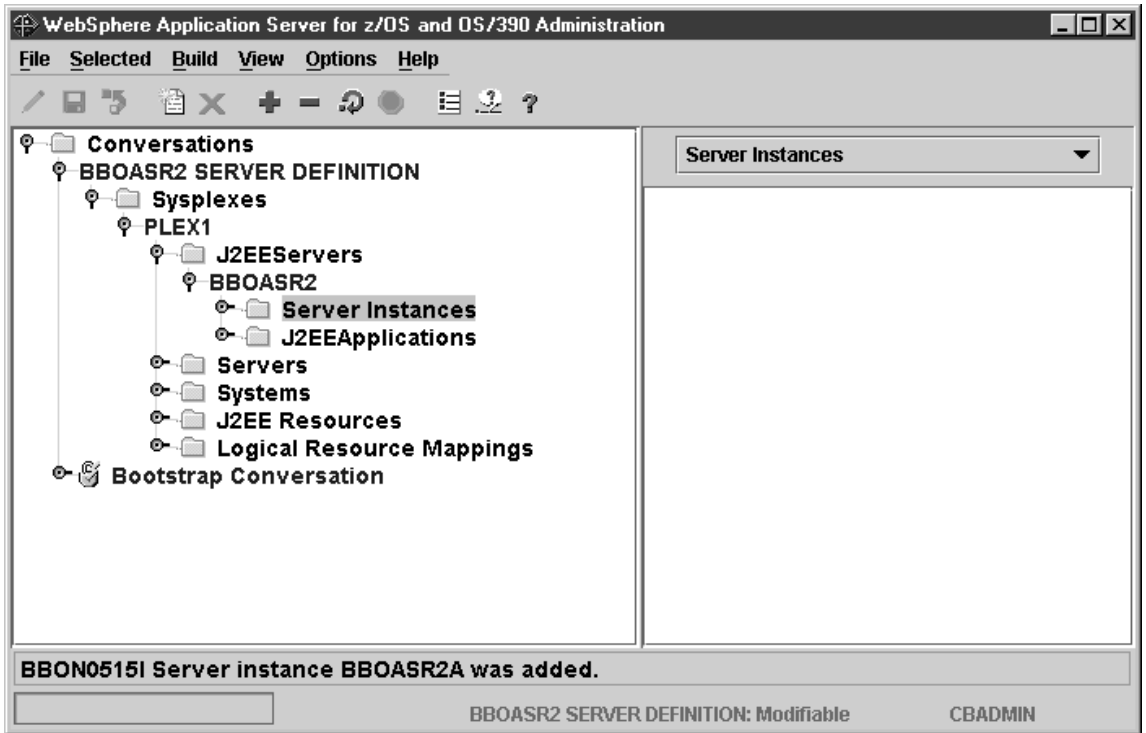 WebSphere Application Server for z/OS and OS/390 Administration
File Selected Build View Options Help
Conversations
BBOASR2 SERVER DEFINITION
Sysplexes
PLEX1
J2EEServers
BBOASR2
Server Instances
J2EEApplications
Servers
Systems
J2EE Resources
Logical Resource Mappings
Bootstrap Conversation
Server Instances
BBON0515I Server instance BBOASR2A was added.
BBOASR2 SERVER DEFINITION: Modifiable CBADMIN